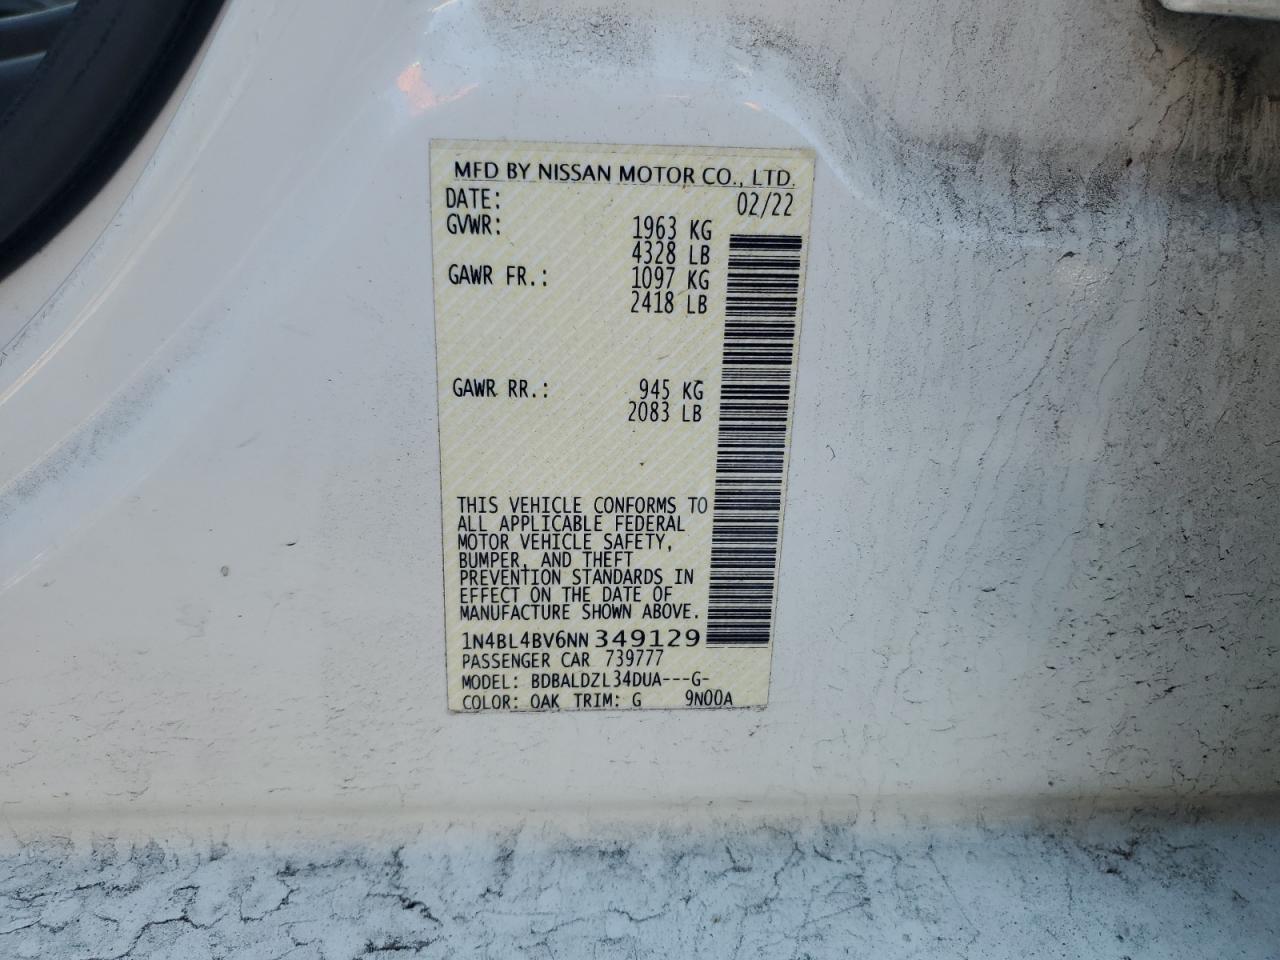 MFD BY NISSAN MOTOR CO., LTD.
DATE: 02/22
GVWR: 1963 KG
4328 LB
GAWR FR.: 1097 KG
2418 LB
GAWR RR.: 945 KG
2083 LB
THIS VEHICLE CONFORMS TO
ALL APPLICABLE FEDERAL
MOTOR VEHICLE SAFETY,
BUMPER, AND THEFT
PREVENTION STANDARDS IN
EFFECT ON THE DATE OF
MANUFACTURE SHOWN ABOVE.
1N4BL4BV6NN349129
PASSENGER CAR 739777
MODEL: BDBALDZL34DUA---G-
COLOR: OAK TRIM: G 9N00A